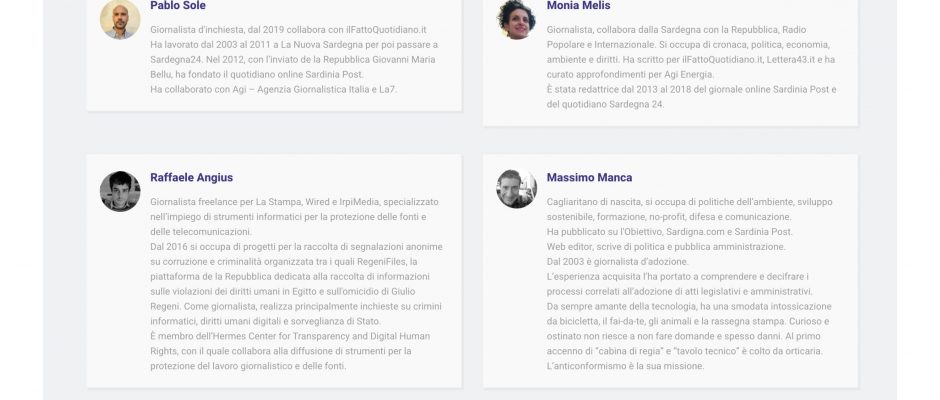 Pablo Sole
Giornalista d'inchiesta, dal 2019 collabora con ilFattoQuotidiano.it
Ha lavorato dal 2003 al 2011 a La Nuova Sardegna per poi passare a
Sardegna24. Nel 2012, con l'inviato de la Repubblica Giovanni Maria
Bellu, ha fondato il quotidiano online Sardinia Post.
Ha collaborato con Agi – Agenzia Giornalistica Italia e La7.
Monia Melis
Giornalista, collabora dalla Sardegna con la Repubblica, Radio
Popolare e Internazionale. Si occupa di cronaca, politica, economia,
ambiente e diritti. Ha scritto per ilFattoQuotidiano.it, Lettera43.it e ha
curato approfondimenti per Agi Energia.
È stata redattrice dal 2013 al 2018 del giornale online Sardinia Post e
del quotidiano Sardegna 24.
Raffaele Angius
Giornalista freelance per La Stampa, Wired e IrpiMedia, specializzato
nell'impiego di strumenti informatici per la protezione delle fonti e
delle telecomunicazioni.
Dal 2016 si occupa di progetti per la raccolta di segnalazioni anonime
su corruzione e criminalità organizzata tra i quali RegeniFiles, la
piattaforma de la Repubblica dedicata alla raccolta di informazioni
sulle violazioni dei diritti umani in Egitto e sull'omicidio di Giulio
Regeni. Come giornalista, realizza principalmente inchieste su crimini
informatici, diritti umani digitali e sorveglianza di Stato.
È membro dell'Hermes Center for Transparency and Digital Human
Rights, con il quale collabora alla diffusione di strumenti per la
protezione del lavoro giornalistico e delle fonti.
Massimo Manca
Cagliaritano di nascita, si occupa di politiche dell'ambiente, sviluppo
sostenibile, formazione, no-profit, difesa e comunicazione.
Ha pubblicato su l'Obiettivo, Sardigna.com e Sardinia Post.
Web editor, scrive di politica e pubblica amministrazione.
Dal 2003 è giornalista d'adozione.
L'esperienza acquisita l'ha portato a comprendere e decifrare i
processi correlati all'adozione di atti legislativi e amministrativi.
Da sempre amante della tecnologia, ha una smodata intossicazione
da bicicletta, il fai-da-te, gli animali e la rassegna stampa. Curioso e
ostinato non riesce a non fare domande e spesso danni. Al primo
accenno di "cabina di regia" e "tavolo tecnico" è colto da orticaria.
L'anticonformismo è la sua missione.